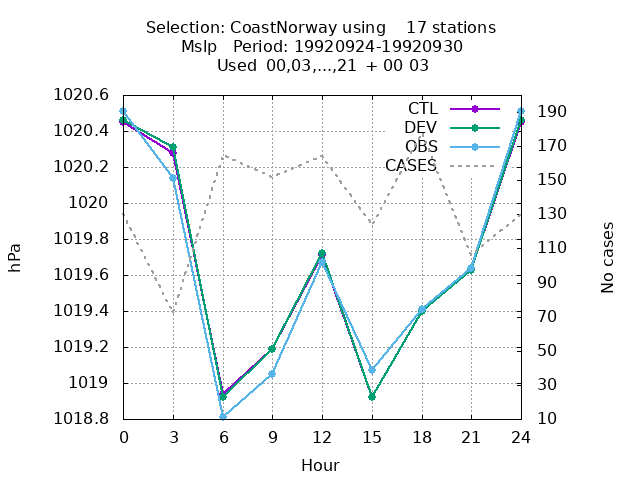 Selection: CoastNorway using    17 stations
Mslp   Period: 19920924-19920930
Used  00,03,...,21  + 00 03
1020.6
1020.4
1020.2
1020
1019.8
1019.6
1019.4
1019.2
1019
1018.8
hPa
CTL
DEV
OBS
CASES
190
170
150
130
110
90
70
50
30
10
No cases
0 3 6 9 12 15 18 21 24
Hour